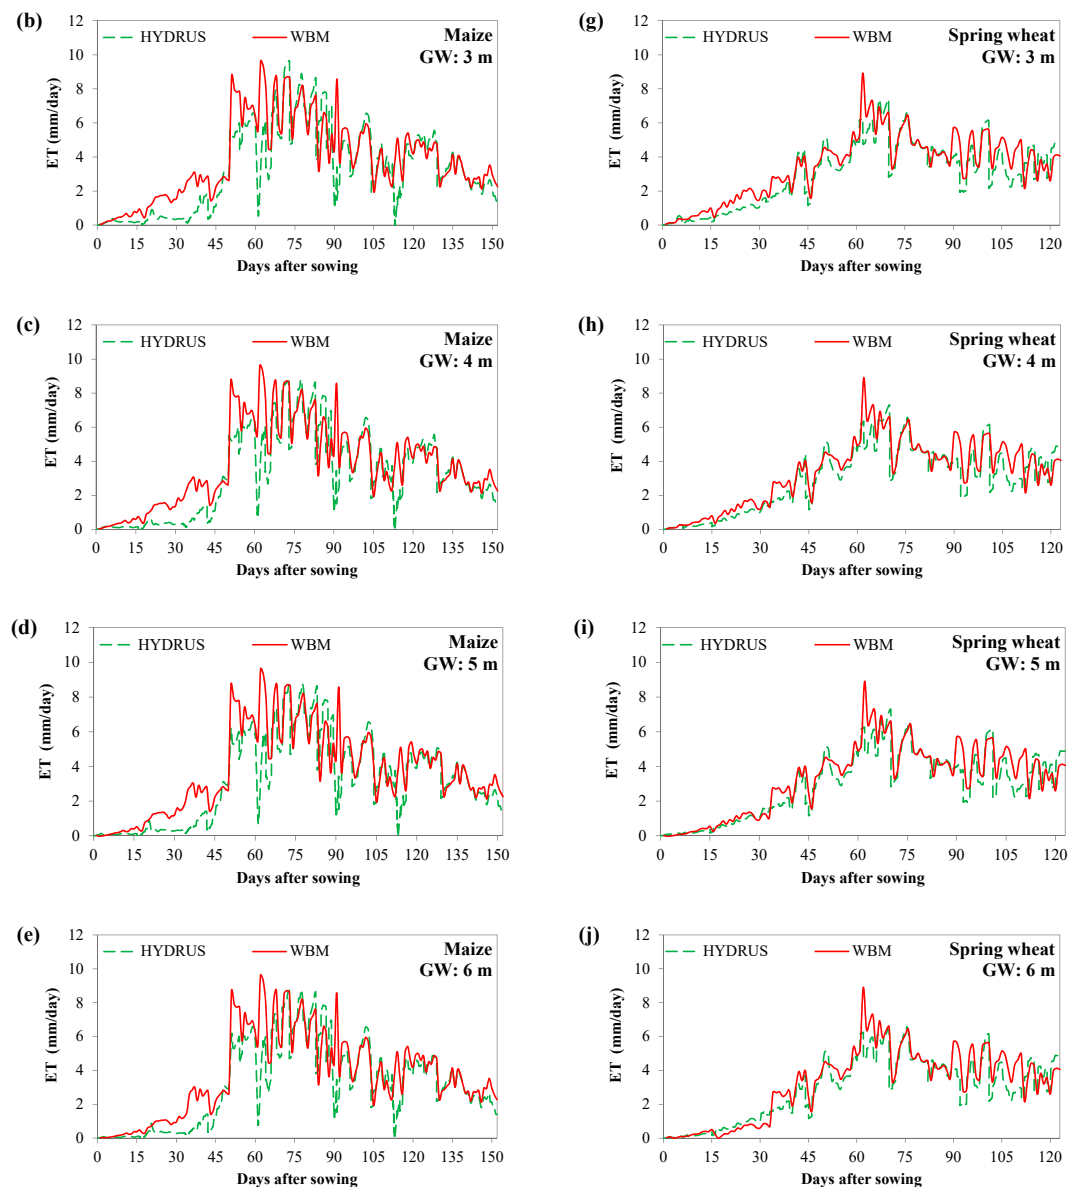 (b)
Maize
GW: 3 m
HYDRUS
WBM
ET (mm/day)
12
10
8
6
4
2
0
0 15 30 45 60 75 90 105 120 135 150
Days after sowing
(g)
Spring wheat
GW: 3 m
HYDRUS
WBM
ET (mm/day)
12
10
8
6
4
2
0
0 15 30 45 60 75 90 105 120
Days after sowing
(c)
Maize
GW: 4 m
HYDRUS
WBM
ET (mm/day)
12
10
8
6
4
2
0
0 15 30 45 60 75 90 105 120 135 150
Days after sowing
(h)
Spring wheat
GW: 4 m
HYDRUS
WBM
ET (mm/day)
12
10
8
6
4
2
0
0 15 30 45 60 75 90 105 120
Days after sowing
(d)
Maize
GW: 5 m
HYDRUS
WBM
ET (mm/day)
12
10
8
6
4
2
0
0 15 30 45 60 75 90 105 120 135 150
Days after sowing
(i)
Spring wheat
GW: 5 m
HYDRUS
WBM
ET (mm/day)
12
10
8
6
4
2
0
0 15 30 45 60 75 90 105 120
Days after sowing
(e)
Maize
GW: 6 m
HYDRUS
WBM
ET (mm/day)
12
10
8
6
4
2
0
0 15 30 45 60 75 90 105 120 135 150
Days after sowing
(j)
Spring wheat
GW: 6 m
HYDRUS
WBM
ET (mm/day)
12
10
8
6
4
2
0
0 15 30 45 60 75 90 105 120
Days after sowing